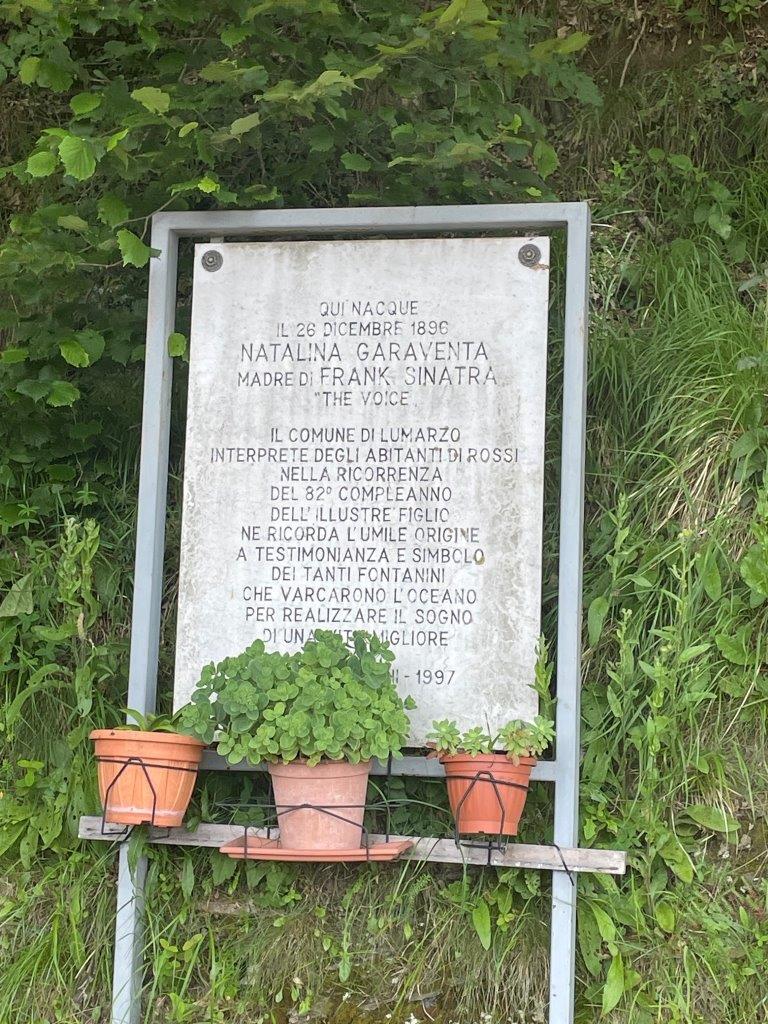 QUI NACQUE
IL 26 DICEMBRE 1896
NATALINA GARAVENTA
MADRE DI FRANK SINATRA
"THE VOICE„
IL COMUNE DI LUMARZO
INTERPRETE DEGLI ABITANTI DI ROSSI
NELLA RICORRENZA
DEL 82º COMPLEANNO
DELL'ILLUSTRE FIGLIO
NE RICORDA L'UMILE ORIGINE
A TESTIMONIANZA E SIMBOLO
DEI TANTI FONTANINI
CHE VARCARONO L'OCEANO
PER REALIZZARE IL SOGNO
DI UNA MIGLIORE
- 1997